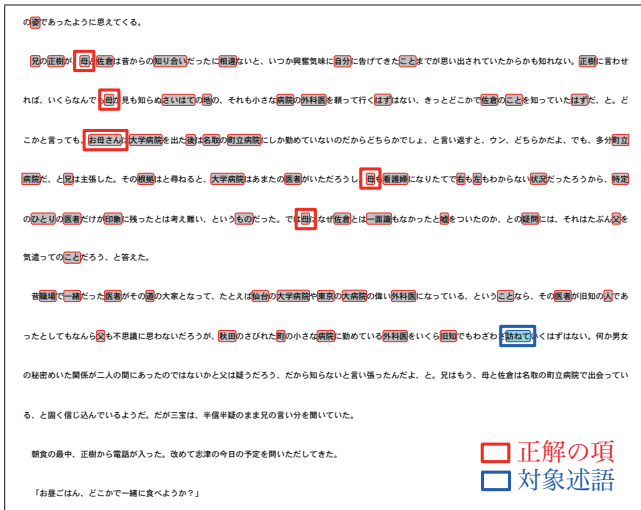 の姿であったように思えてくる。
兄の正樹が、母と佐倉は昔からの知り合いだったに相違ないと、いつか興奮気味に自分に告げてきたことまでが思い出されていたからかも知れない。正樹に言わせ
れば、いくらなんでも母が見も知らぬさいはての地の、それも小さな病院の外科医を頼って行くはずはない、きっとどこかで佐倉のことを知っていたはずだ、と。ど
こかと言っても、お母さんは大学病院を出た後は名取の町立病院にしか勤めていないのだからどちらかでしょ、と言い返すと、ウン、どちらかだよ、でも、多分町立
病院だ、と兄は主張した。その根拠はと尋ねると、大学病院はあまたの医者がいただろうし、母も看護婦になりたてで右も左もわからない状況だったろうから、特定
のひとりの医者だけが印象に残ったとは考え難い、というものだった。では母はなぜ佐倉とは一面識もなかったと嘘をついたのか、との疑問には、それはたぶん父を
気遣ってのことだろう、と答えた。
昔職場で一緒だった医者がその道の大家となって、たとえば仙台の大学病院や東京の大病院の偉い外科医になっている、ということなら、その医者が旧知の人であ
ったとしてもなんら父も不思議に思わないだろうが、秋田のさびれた町の小さな病院に勤めている外科医をいくら旧知でもわざわざ訪ねていくはずはない。何か男女
の秘密めいた関係が二人の間にあったのではないかと父は疑うだろう、だから知らないと言い張ったんだよ、と。兄はもう、母と佐倉は名取の町立病院で出会ってい
る、と固く信じ込んでいるようだ。だが三宝は、半信半疑のまま兄の言い分を聞いていた。
朝食の最中、正樹から電話が入った。改めて志津の今日の予定を問いただしてきた。
「お昼ごはん、どこかで一緒に食べようか？」
正解の項
対象述語